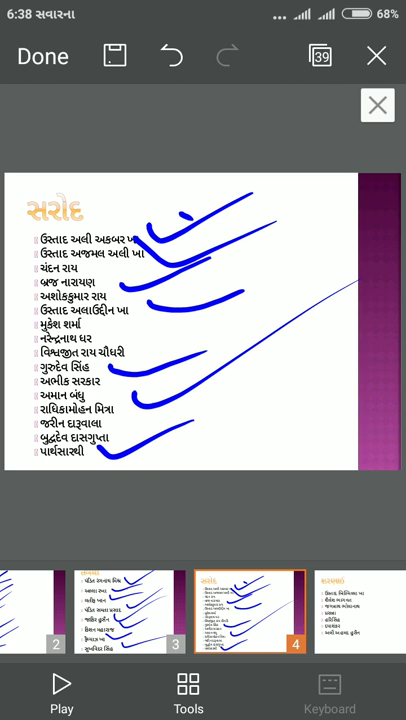 6:38 સવારના
68%
Done
39
સરોદ
ઉસ્તાદ અલી અકબર ખાં
ઉસ્તાદ અજમલ અલી ખા
ચંદન રાય
બ્રજ નારાયણ
અશોકકુમાર રાય
ઉસ્તાદ અલાઉદ્દીન ખા
મુકેશ શર્મા
નરેન્દ્રનાથ ધર
વિશ્વજીત રાય ચૌધરી
ગુરુદેવ સિંહ
અભીક સરકાર
અમાન બંધુ
રાધિકામોહન મિત્રા
જરીન દારૂવાલા
બુદ્ધદેવ દાસગુપ્તા
પાર્થસારથી
2
3
સરોદ
4
Play
Tools
Keyboard